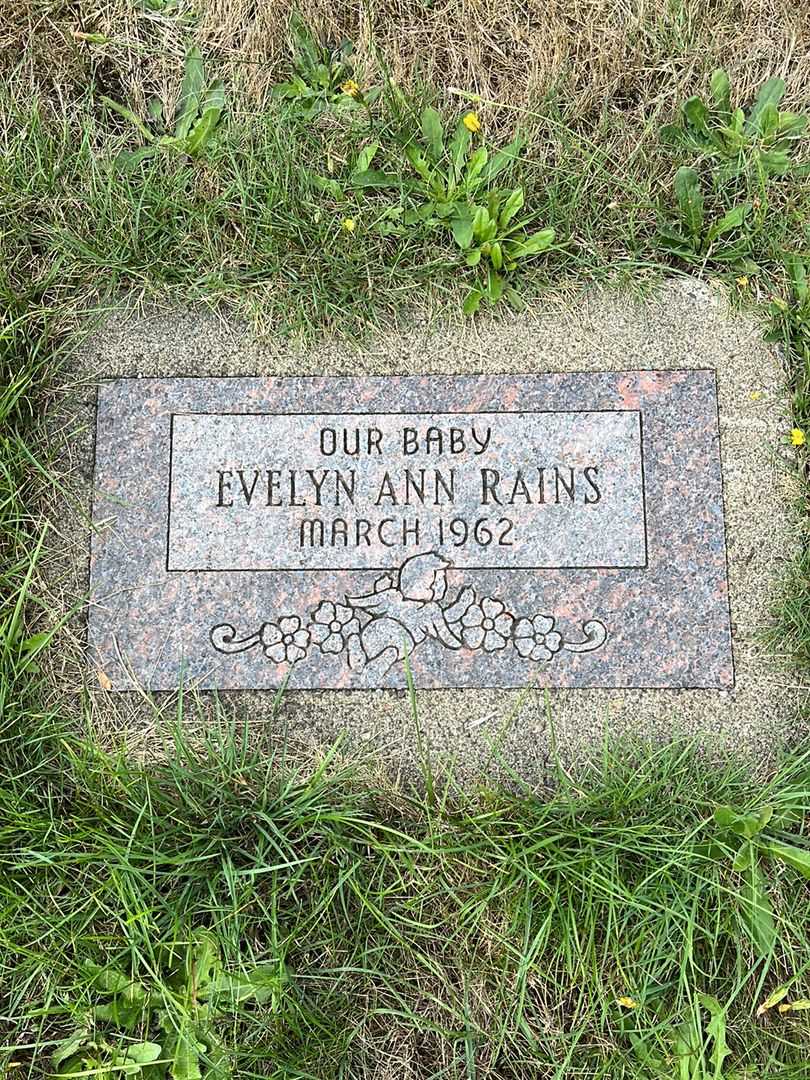 OUR BABY
EVELYN ANN RAINS
MARCH 1962